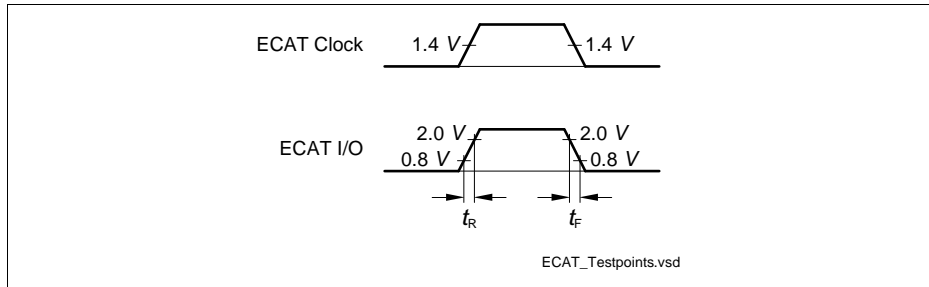 ECAT Clock 1.4 V 1.4 V
2.0 V 2.0 V
ECAT I/O
0.8 V 0.8 V
tR tF
ECAT_Testpoints.vsd